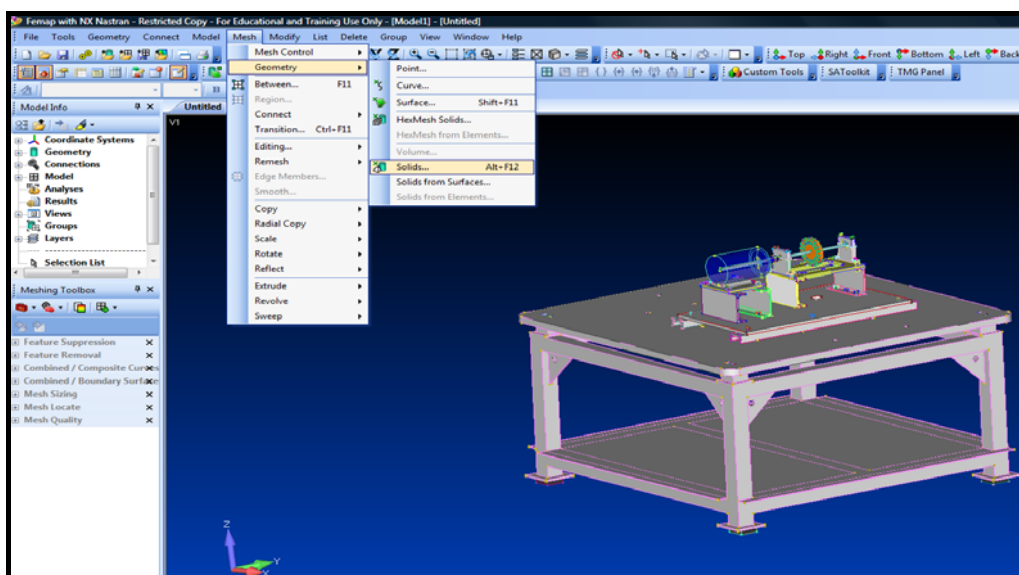 Femap with NX Nastran - Restricted Copy - For Educational and Training Use Only - [Model1] - [Untitled]
File Tools Geometry Connect Model Mesh Modify List Delete Group View Window Help
Top Right Front Bottom Left Back
Custom Tools SAToolkit TMG Panel
Mesh Control
Geometry
Between... F11
Region...
Connect
Transition... Ctrl+F11
Editing...
Remesh
Edge Members...
Smooth...
Copy
Radial Copy
Scale
Rotate
Reflect
Extrude
Revolve
Sweep
Point...
Curve...
Surface... Shift+F11
HexMesh Solids...
HexMesh from Elements...
Volume...
Solids... Alt+F12
Solids from Surfaces...
Solids from Elements...
Model Info
Coordinate Systems
Geometry
Connections
Model
Analyses
Results
Views
Groups
Layers
Selection List
Meshing Toolbox
Feature Suppression
Feature Removal
Combined / Composite Curves
Combined / Boundary Surface
Mesh Sizing
Mesh Locate
Mesh Quality
Untitled
V1
Z
Y
X